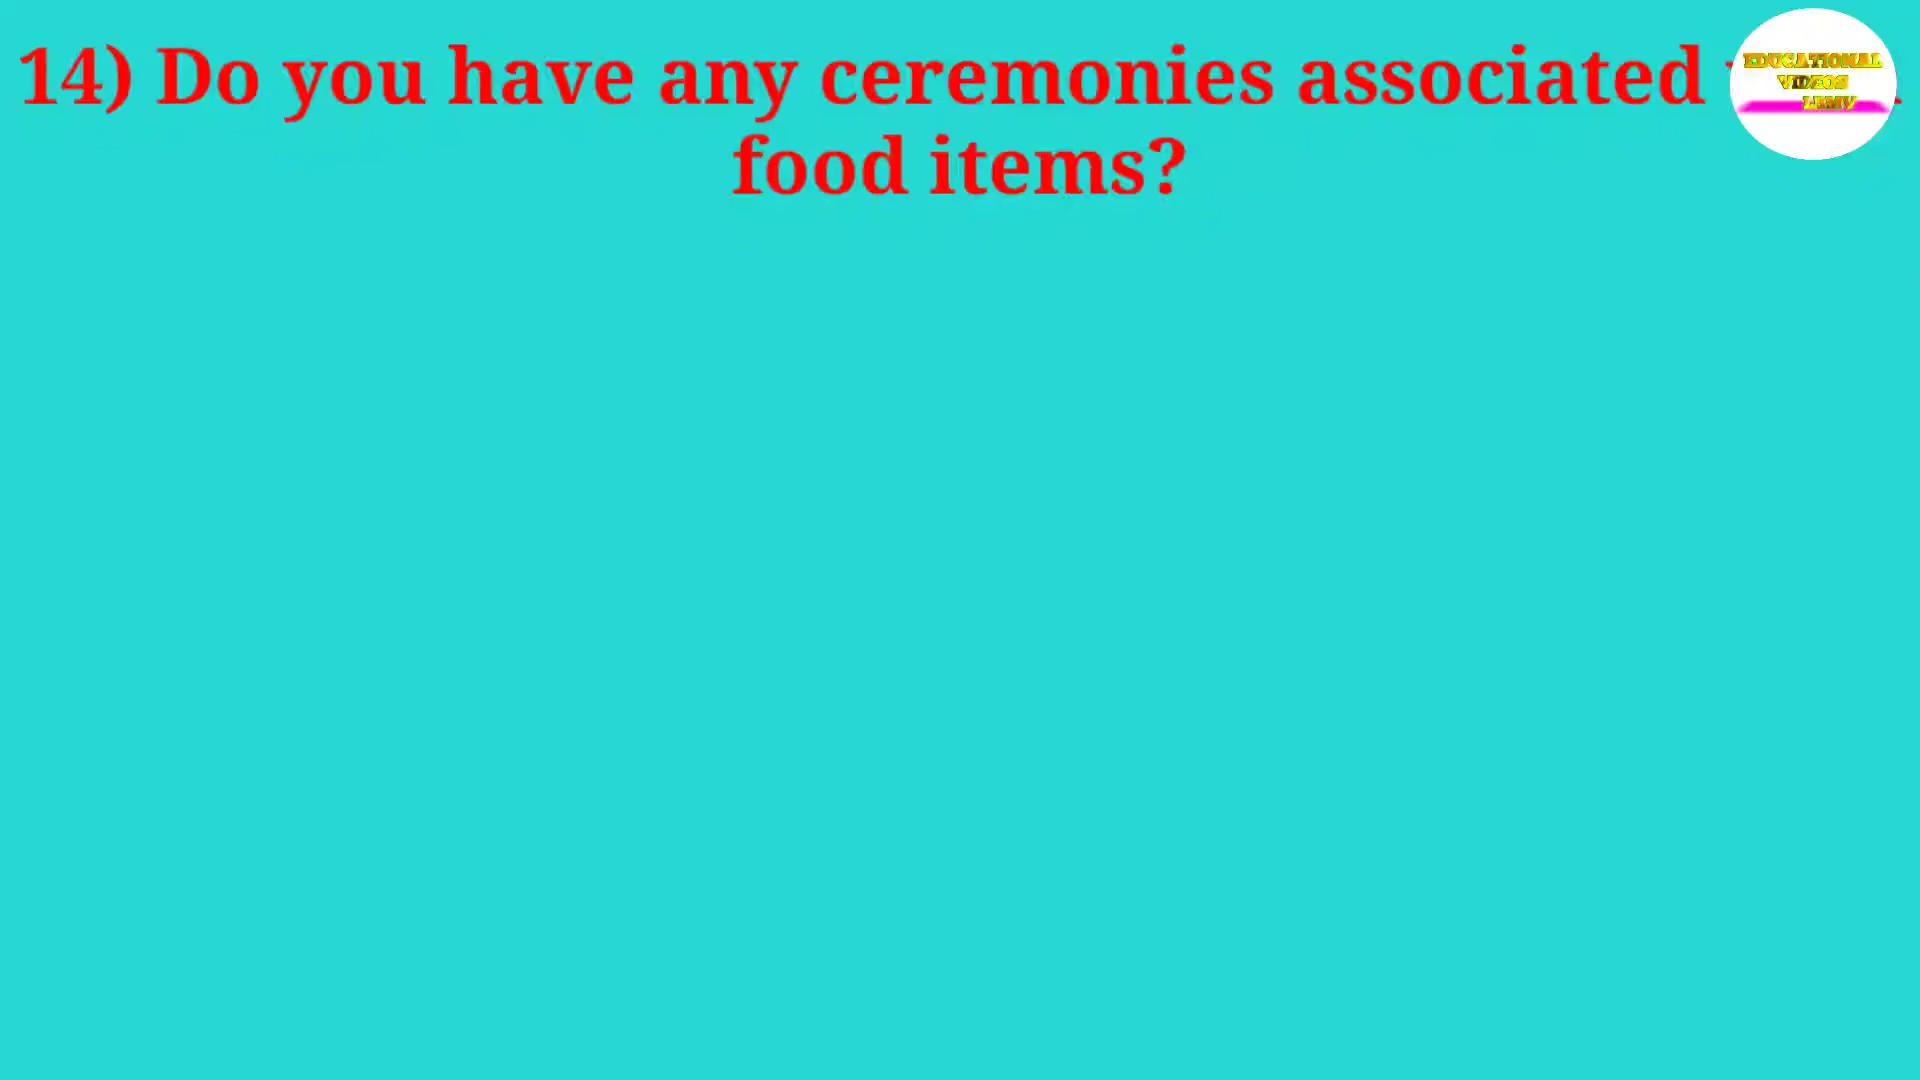 14) Do you have any ceremonies associated
food items?
EDUCATIONAL
VIDEOS